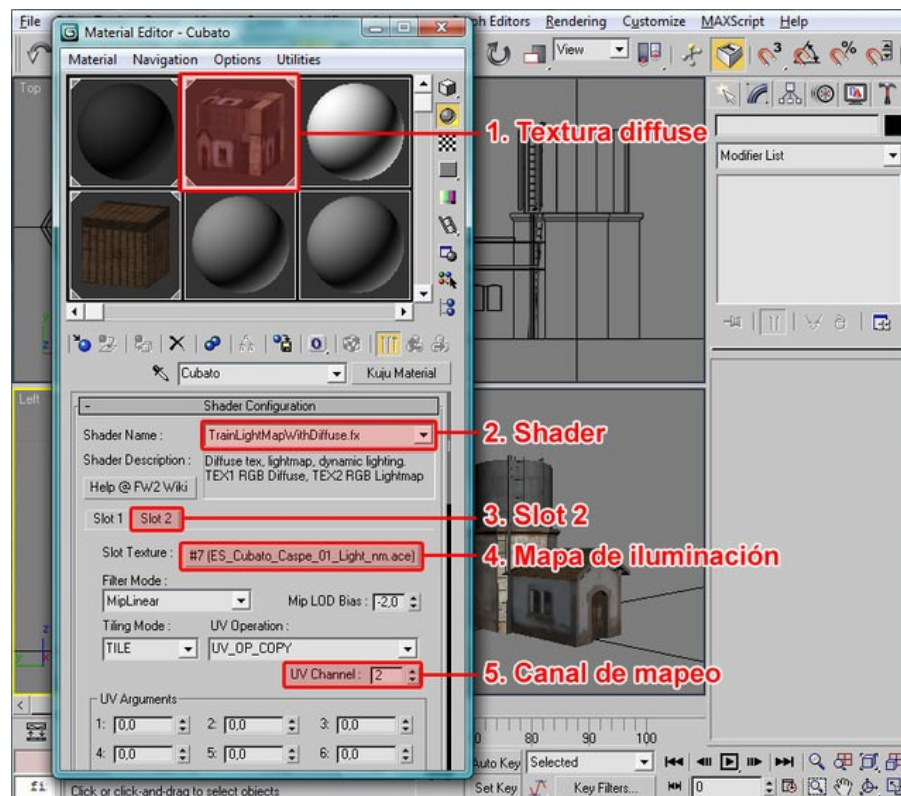 File
ph Editors Rendering Customize MAXScript Help
Material Editor - Cubato
Material Navigation Options Utilities
View
Top
1. Textura diffuse
Modifier List
Cubato
Kuju Material
Left
- Shader Configuration
Shader Name : TrainLightMapWithDiffuse.fx
2. Shader
Shader Description : Diffuse tex, lightmap, dynamic lighting.
TEX1 RGB Diffuse, TEX2 RGB Lightmap
Help @ FW2 Wiki
Slot 1 Slot 2
3. Slot 2
Slot Texture : #7 (ES_Cubato_Caspe_01_Light_nm.ace)
4. Mapa de iluminación
Filter Mode :
MipLinear
Mip LOD Bias : -2,0
Tiling Mode : UV Operation :
TILE UV_OP_COPY
UV Channel : 2
5. Canal de mapeo
UV Arguments
1: 0,0 2: 0,0 3: 0,0
4: 0,0 5: 0,0 6: 0,0
80 90 100
Auto Key Selected
Set Key Key Filters... 0
fi Click or click-and-drag to select objects